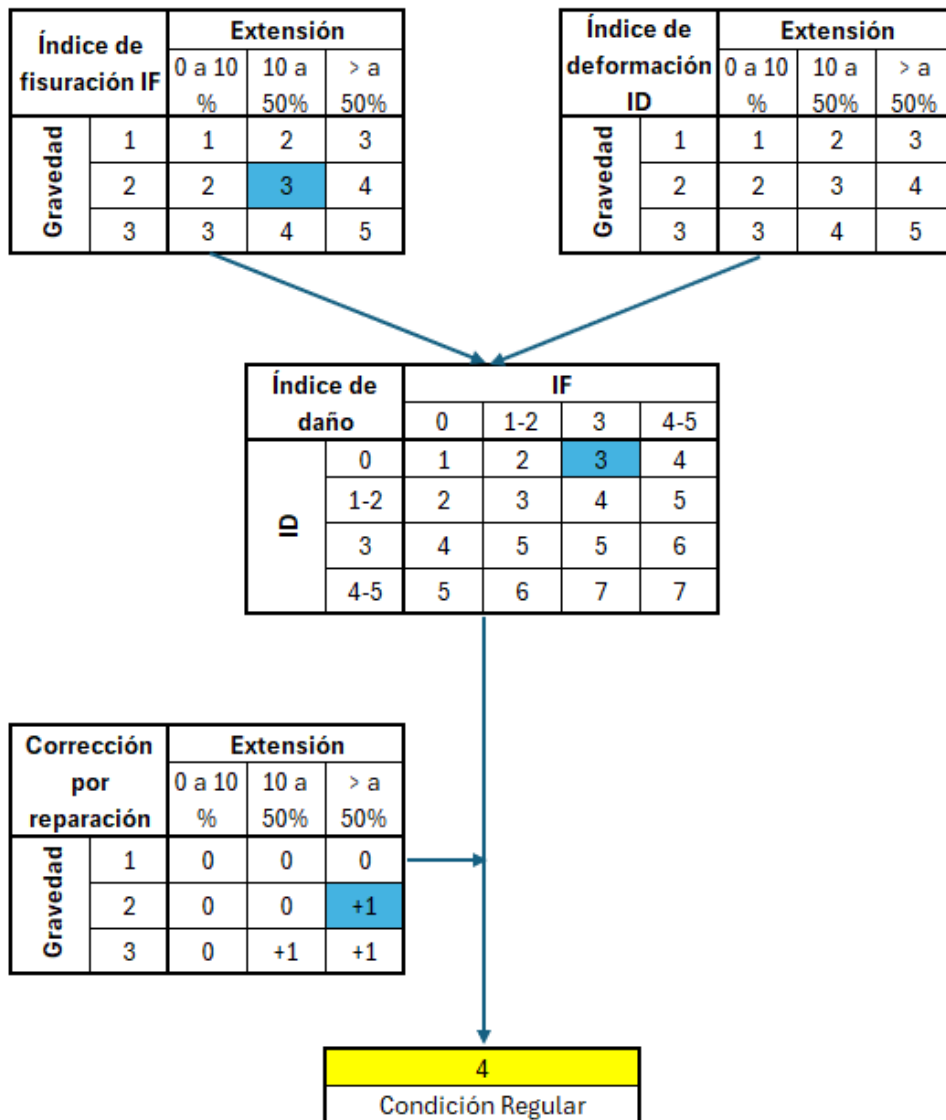 Índice de fisuración IF
Extensión
0 a 10 %
10 a 50%
> a 50%
Gravedad
1 1 2 3
2 2 3 4
3 3 4 5
Índice de deformación ID
Extensión
0 a 10 %
10 a 50%
> a 50%
Gravedad
1 1 2 3
2 2 3 4
3 3 4 5
Índice de daño
IF
0 1-2 3 4-5
ID
0 1 2 3 4
1-2 2 3 4 5
3 4 5 5 6
4-5 5 6 7 7
Corrección por reparación
Extensión
0 a 10 %
10 a 50%
> a 50%
Gravedad
1 0 0 0
2 0 0 +1
3 0 +1 +1
4
Condición Regular